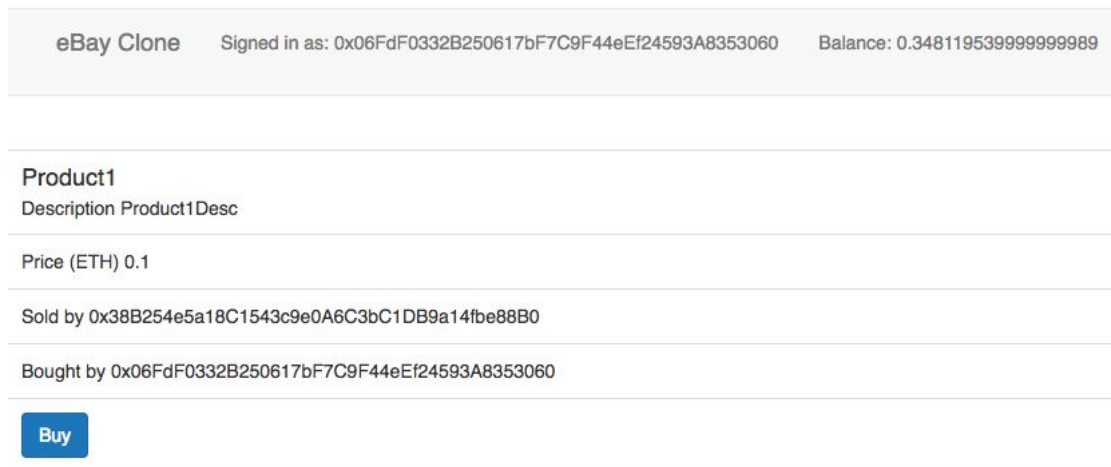 eBay Clone Signed in as: 0x06FdF0332B250617bF7C9F44eEf24593A8353060 Balance: 0.348119539999999989
Product1
Description Product1Desc
Price (ETH) 0.1
Sold by 0x38B254e5a18C1543c9e0A6C3bC1DB9a14fbe88B0
Bought by 0x06FdF0332B250617bF7C9F44eEf24593A8353060
Buy